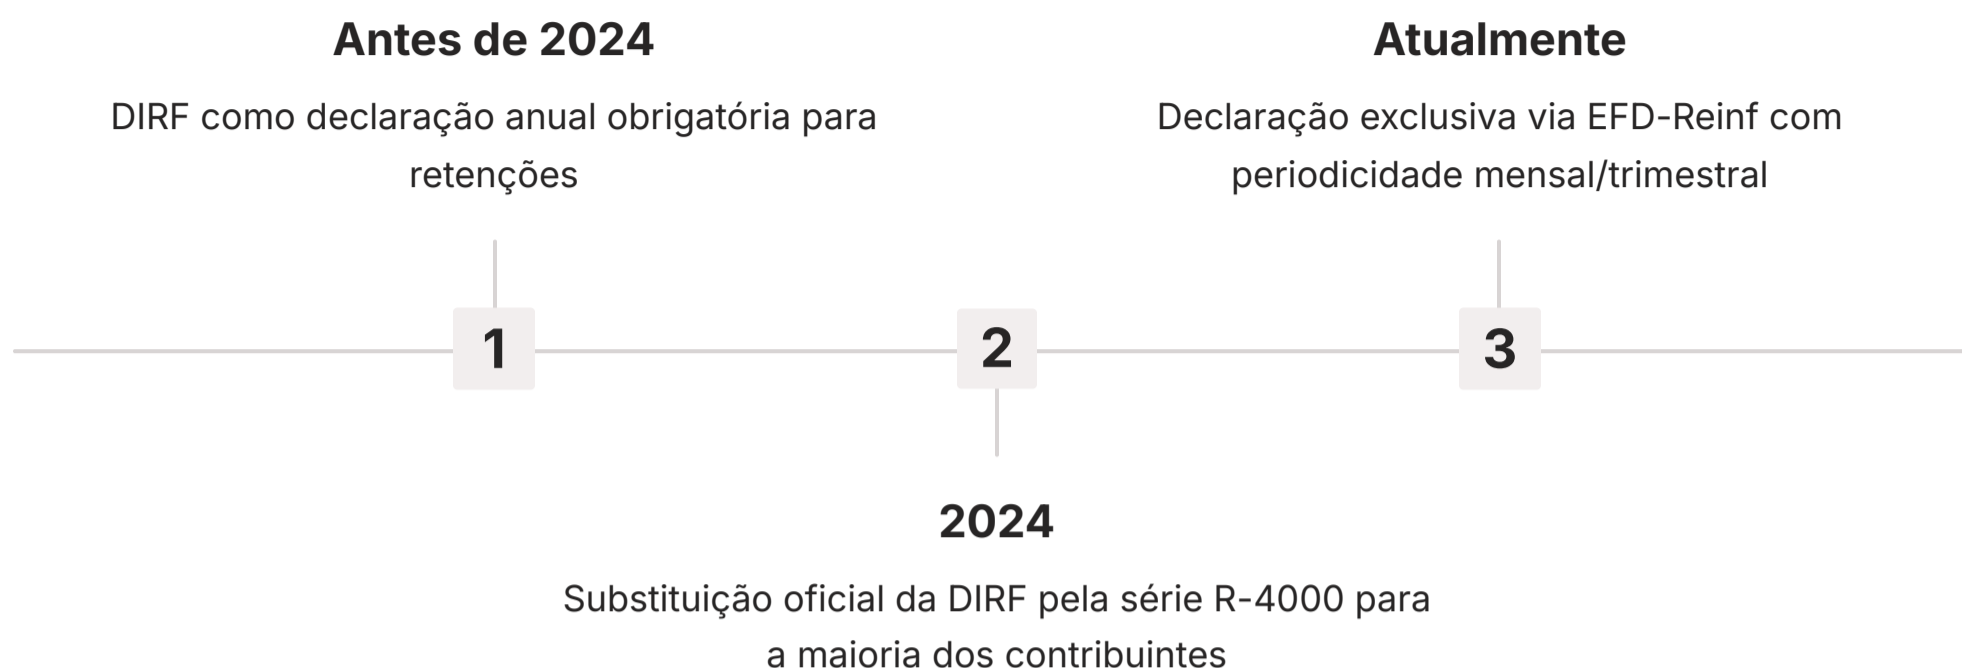 Antes de 2024
DIRF como declaração anual obrigatória para
retenções
1
2
2024
Substituição oficial da DIRF pela série R-4000 para
a maioria dos contribuintes
3
Atualmente
Declaração exclusiva via EFD-Reinf com
periodicidade mensal/trimestral